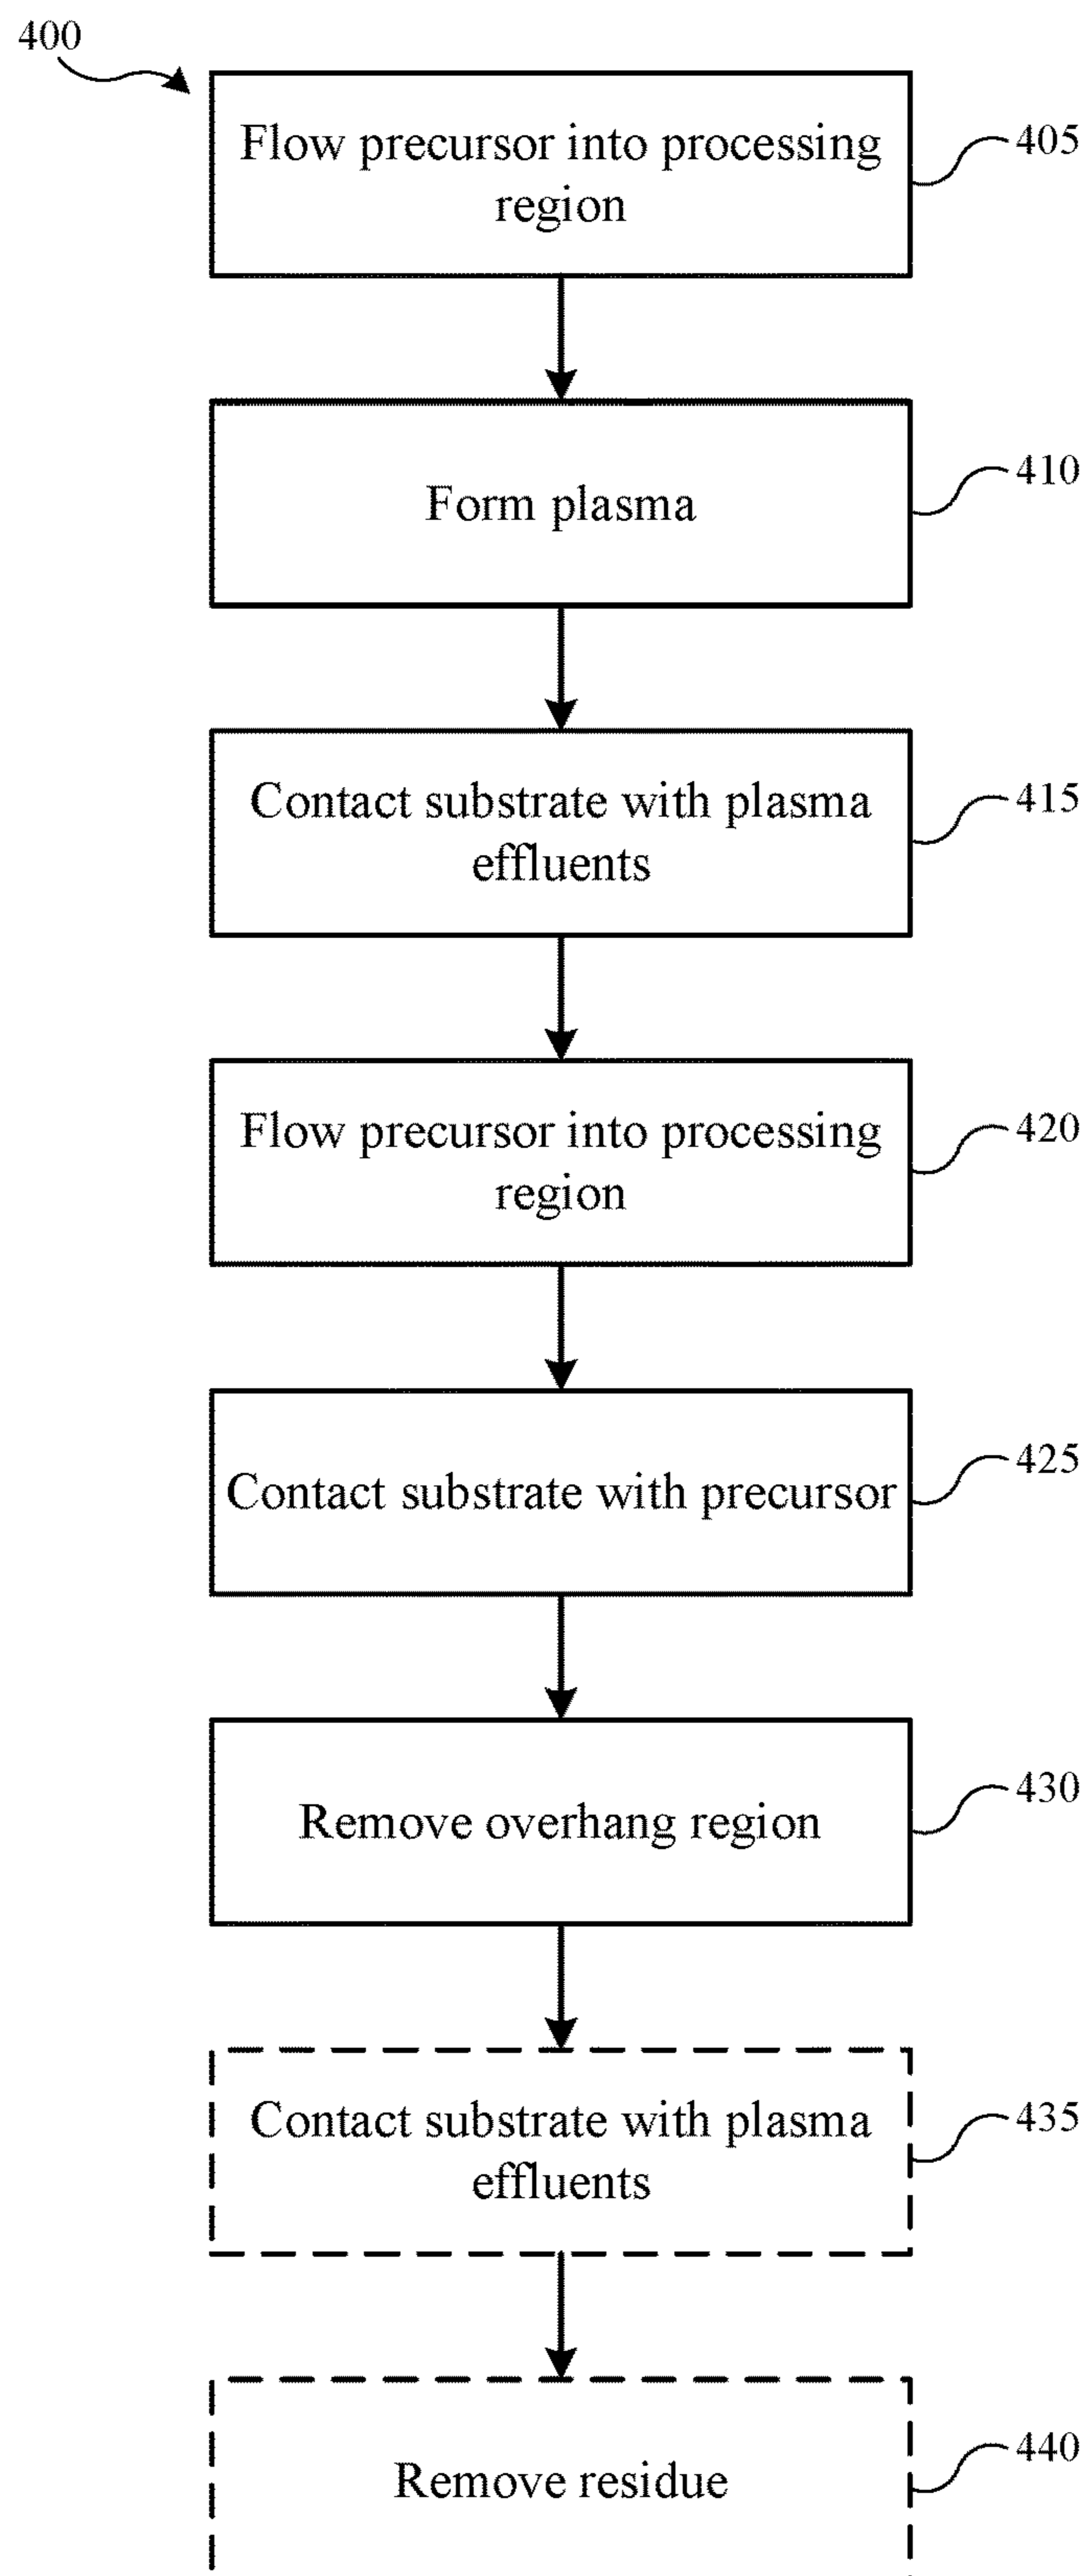 400
Flow precursor into processing
region
405
Form plasma
410
Contact substrate with plasma
effluents
415
Flow precursor into processing
region
420
Contact substrate with precursor
425
Remove overhang region
430
Contact substrate with plasma
effluents
435
Remove residue
440